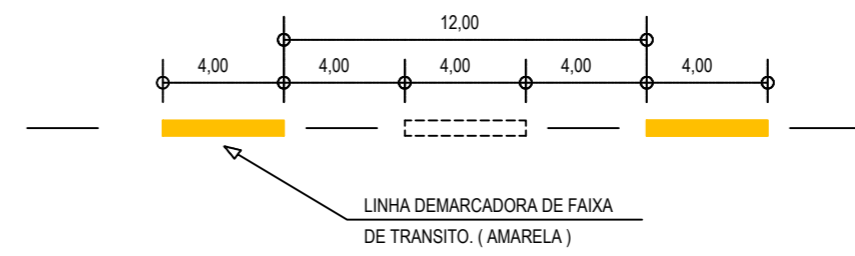 12,00
4,00 4,00 4,00 4,00 4,00
LINHA DEMARCADORA DE FAIXA
DE TRANSITO. ( AMARELA )